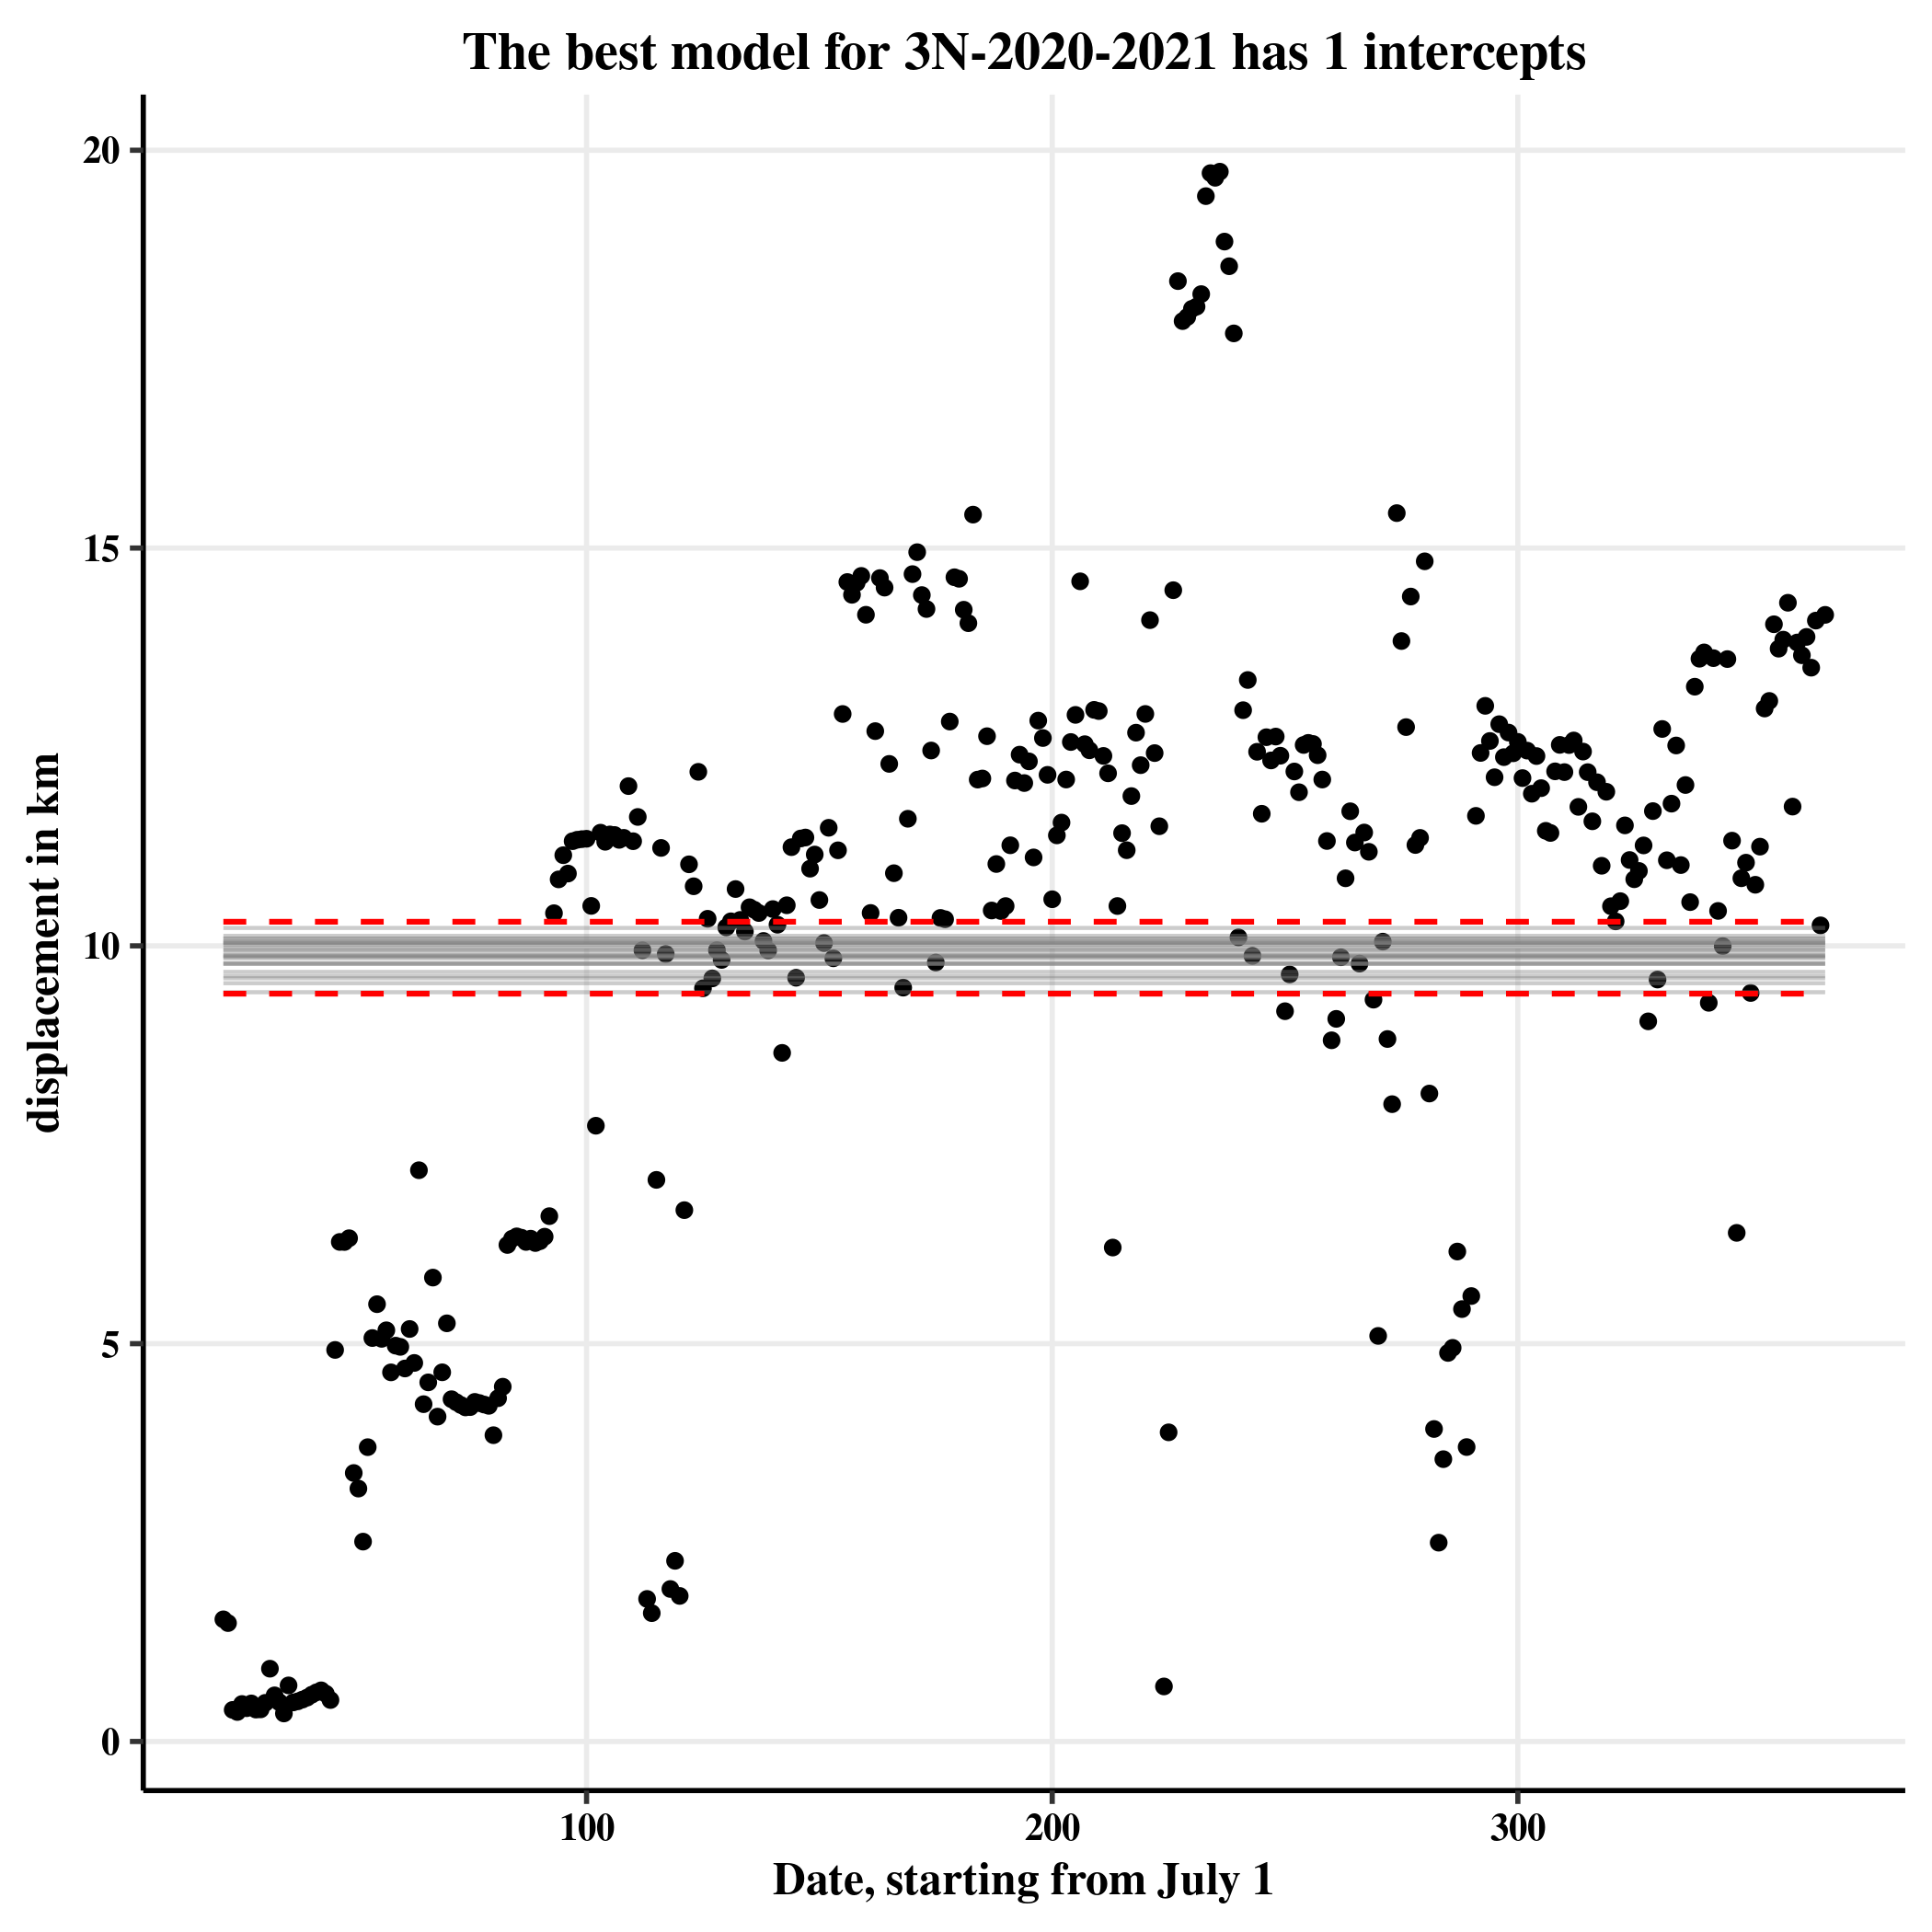 The best model for 3N-2020-2021 has 1 intercepts
displacement in km
20
15
10
5
0
100 200 300
Date, starting from July 1